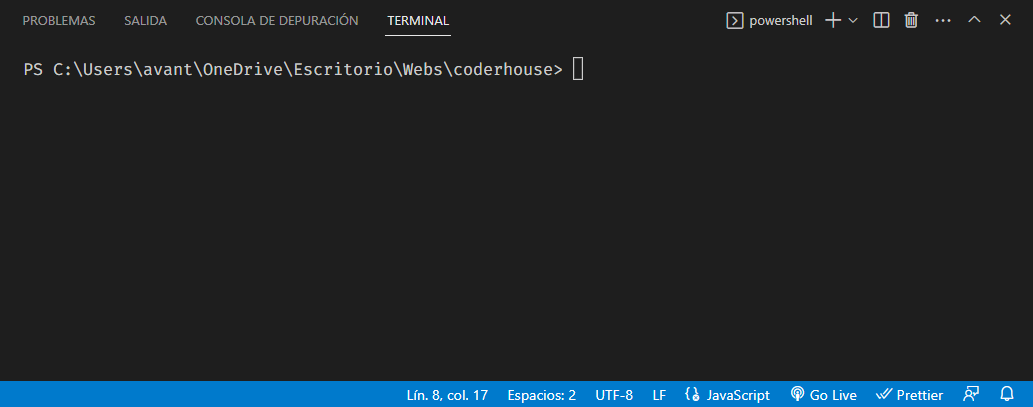 PROBLEMAS SALIDA CONSOLA DE DEPURACIÓN TERMINAL powershell
PS C:\Users\avant\OneDrive\Escritorio\Webs\coderhouse>
Lín. 8, col. 17 Espacios: 2 UTF-8 LF JavaScript Go Live Prettier